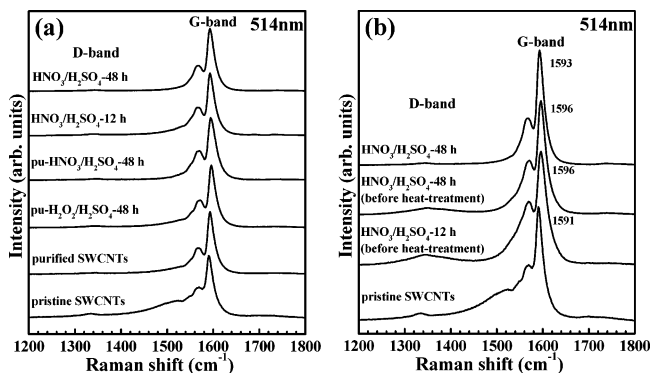 (a)
514nm
G-band
D-band
HNO₃/H₂SO₄-48 h
HNO₃/H₂SO₄-12 h
pu-HNO₃/H₂SO₄-48 h
pu-H₂O₂/H₂SO₄-48 h
purified SWCNTs
pristine SWCNTs
Intensity (arb. units)
1200 1300 1400 1500 1600 1700 1800
Raman shift (cm⁻¹)
(b)
514nm
G-band
1593
D-band
1596
HNO₃/H₂SO₄-48 h
1596
HNO₃/H₂SO₄-48 h
(before heat-treatment)
1591
HNO₃/H₂SO₄-12 h
(before heat-treatment)
pristine SWCNTs
Intensity (arb. units)
1200 1300 1400 1500 1600 1700 1800
Raman shift (cm⁻¹)